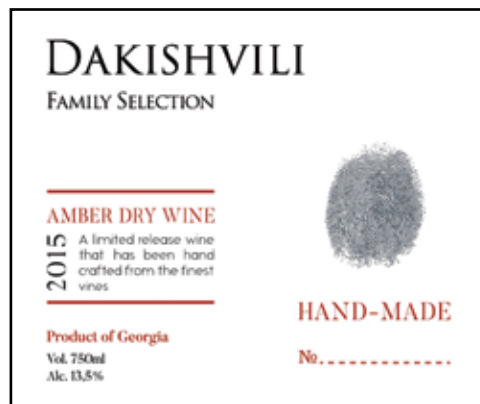 DAKISHVILI
FAMILY SELECTION
AMBER DRY WINE
2015
A limited release wine
that has been hand
crafted from the finest
vines
Product of Georgia
Vol. 750ml
Alc. 13,5%
HAND-MADE
№